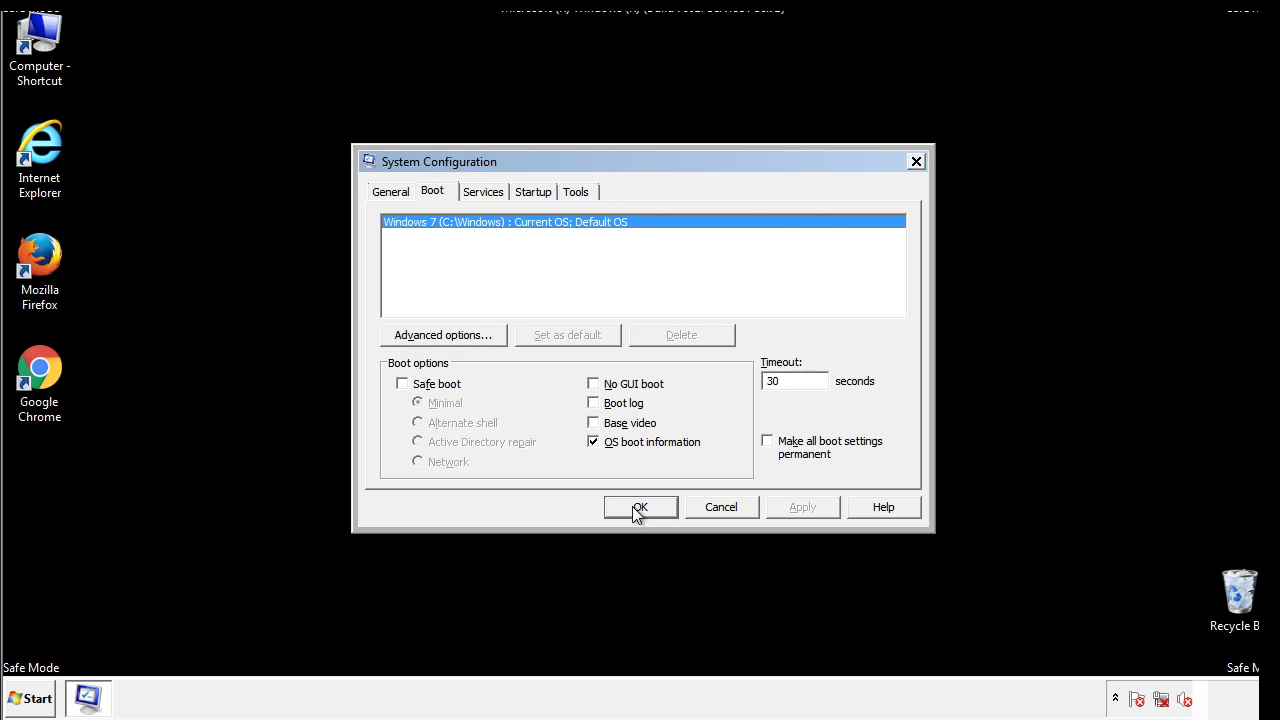 Computer -
Shortcut
Internet
Explorer
Mozilla
Firefox
Google
Chrome
System Configuration
General
Boot
Services
Startup
Tools
Windows 7 (C:\Windows) : Current OS; Default OS
Advanced options...
Set as default
Delete
Boot options
Safe boot
Minimal
Alternate shell
Active Directory repair
Network
No GUI boot
Boot log
Base video
OS boot information
Timeout:
30 seconds
Make all boot settings
permanent
OK
Cancel
Apply
Help
Recycle B
Safe Mode
Safe M
Start